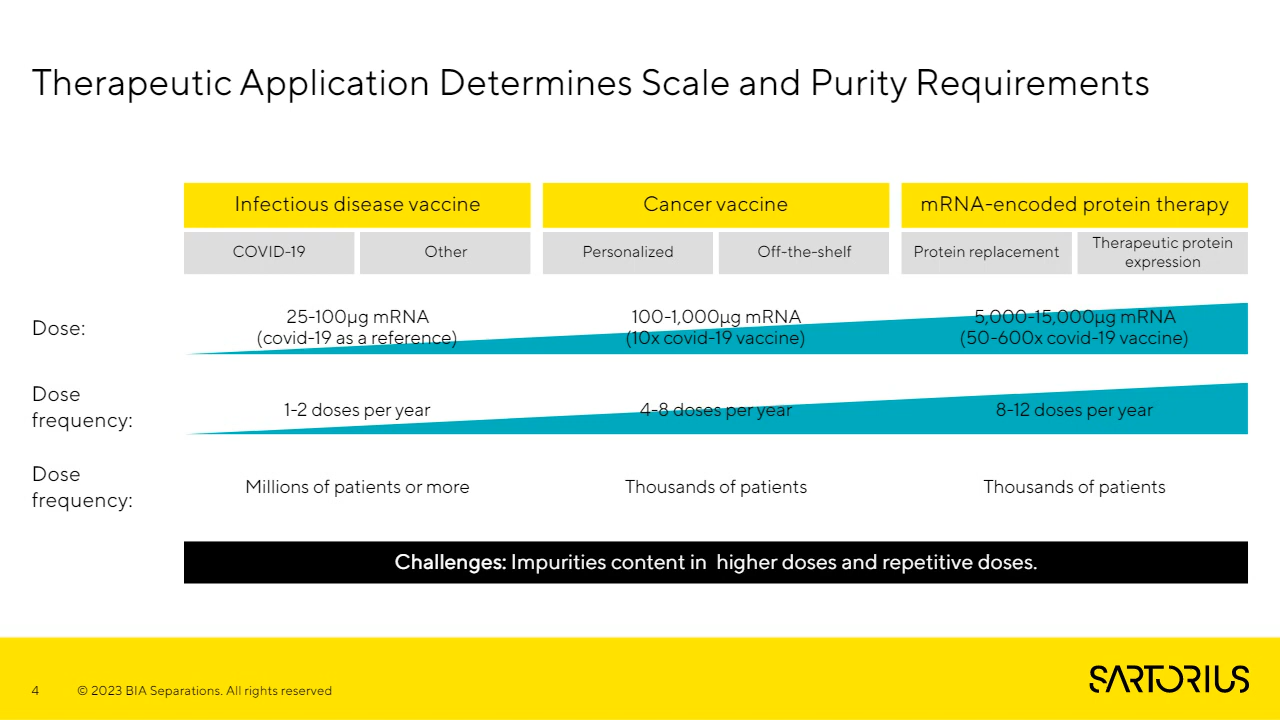 Therapeutic Application Determines Scale and Purity Requirements
Infectious disease vaccine
Cancer vaccine
mRNA-encoded protein therapy
COVID-19
Other
Personalized
Off-the-shelf
Protein replacement
Therapeutic protein
expression
Dose:
25-100µg mRNA
(covid-19 as a reference)
100-1,000µg mRNA
(10x covid-19 vaccine)
5,000-15,000µg mRNA
(50-600x covid-19 vaccine)
Dose
frequency:
1-2 doses per year
4-8 doses per year
8-12 doses per year
Dose
frequency:
Millions of patients or more
Thousands of patients
Thousands of patients
Challenges: Impurities content in  higher doses and repetitive doses.
4
© 2023 BIA Separations. All rights reserved
SARTORIUS